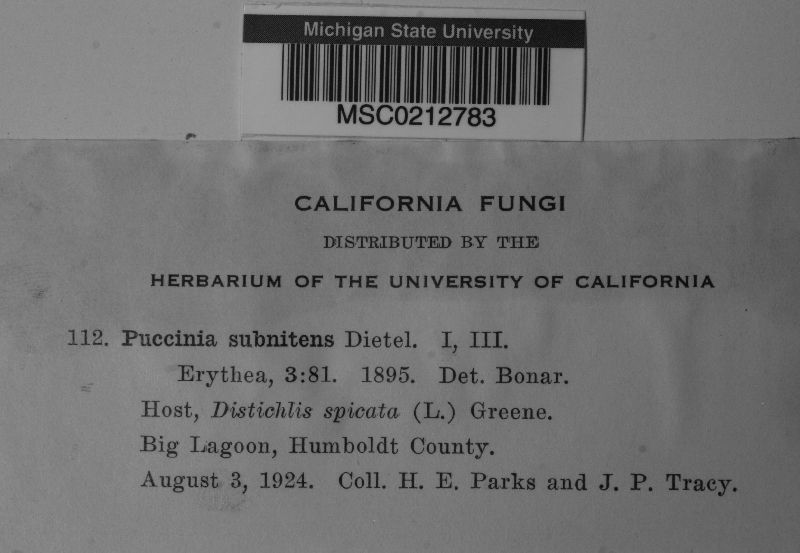 Michigan State University
MSC0212783
CALIFORNIA FUNGI
DISTRIBUTED BY THE
HERBARIUM OF THE UNIVERSITY OF CALIFORNIA
112. Puccinia subnitens Dietel. I, III.
Erythea, 3:81. 1895. Det. Bonar.
Host, Distichlis spicata (L.) Greene.
Big Lagoon, Humboldt County.
August 3, 1924. Coll. H. E. Parks and J. P. Tracy.